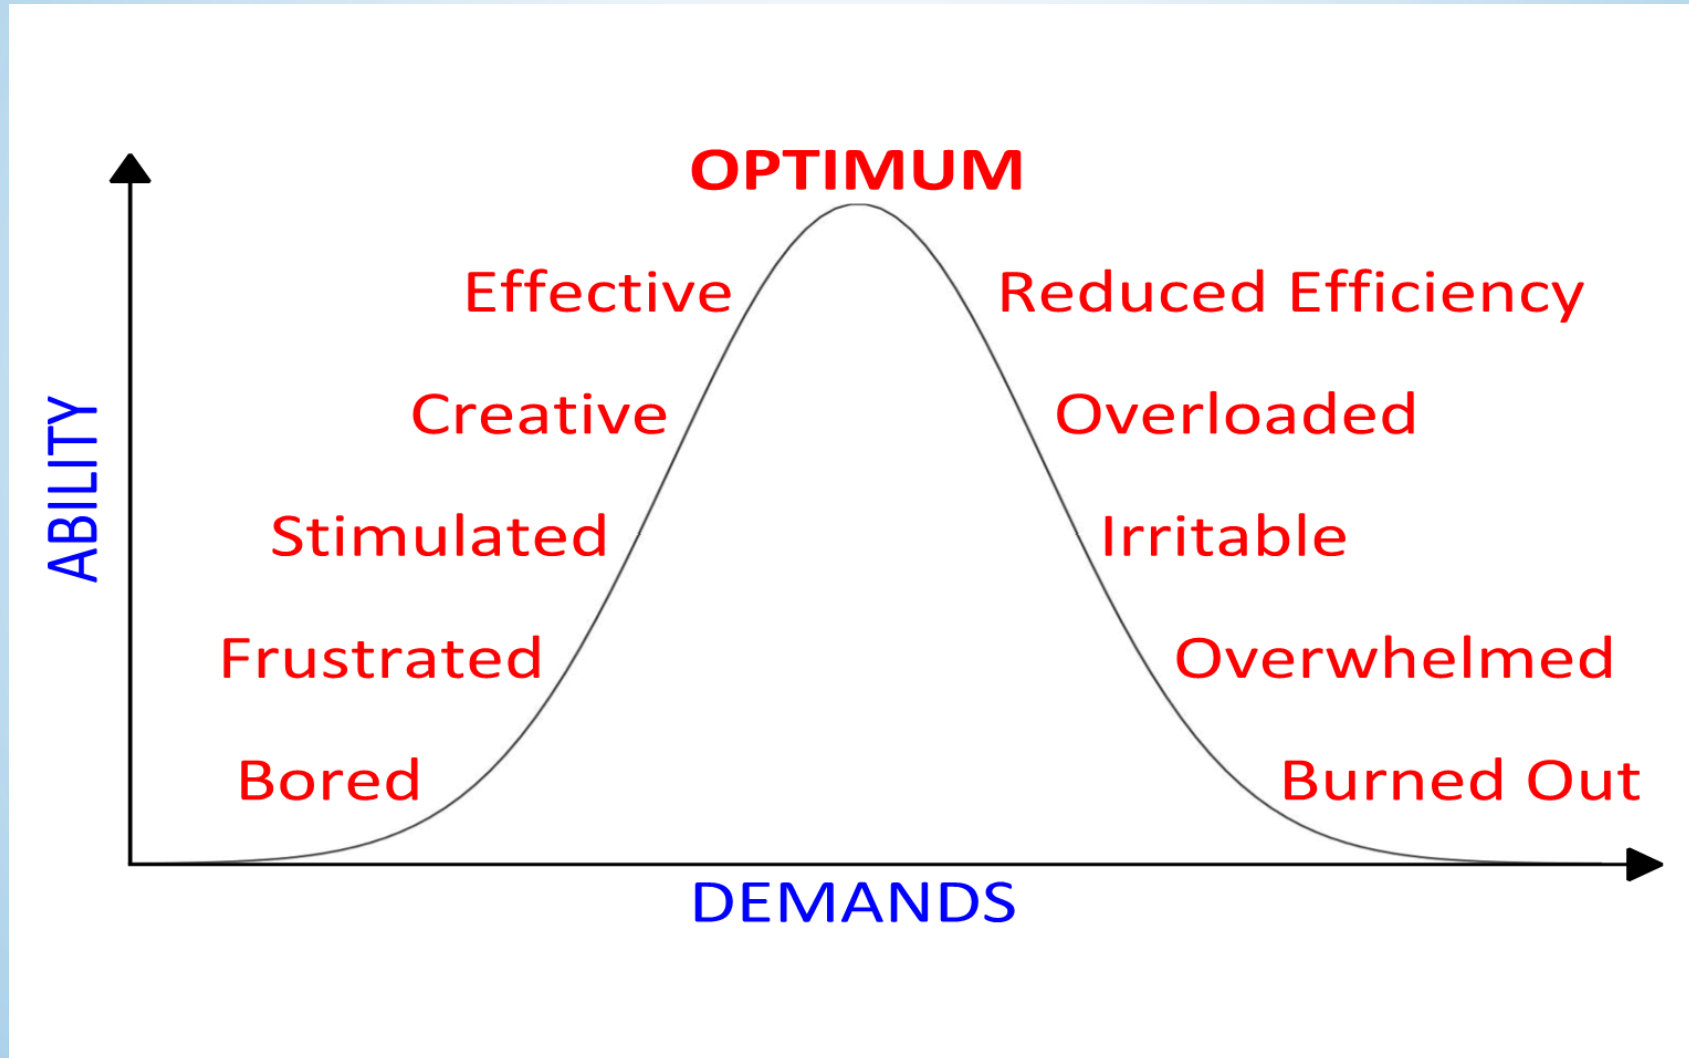 OPTIMUM
Effective
Reduced Efficiency
Creative
Overloaded
Stimulated
Irritable
Frustrated
Overwhelmed
Bored
Burned Out
ABILITY
DEMANDS